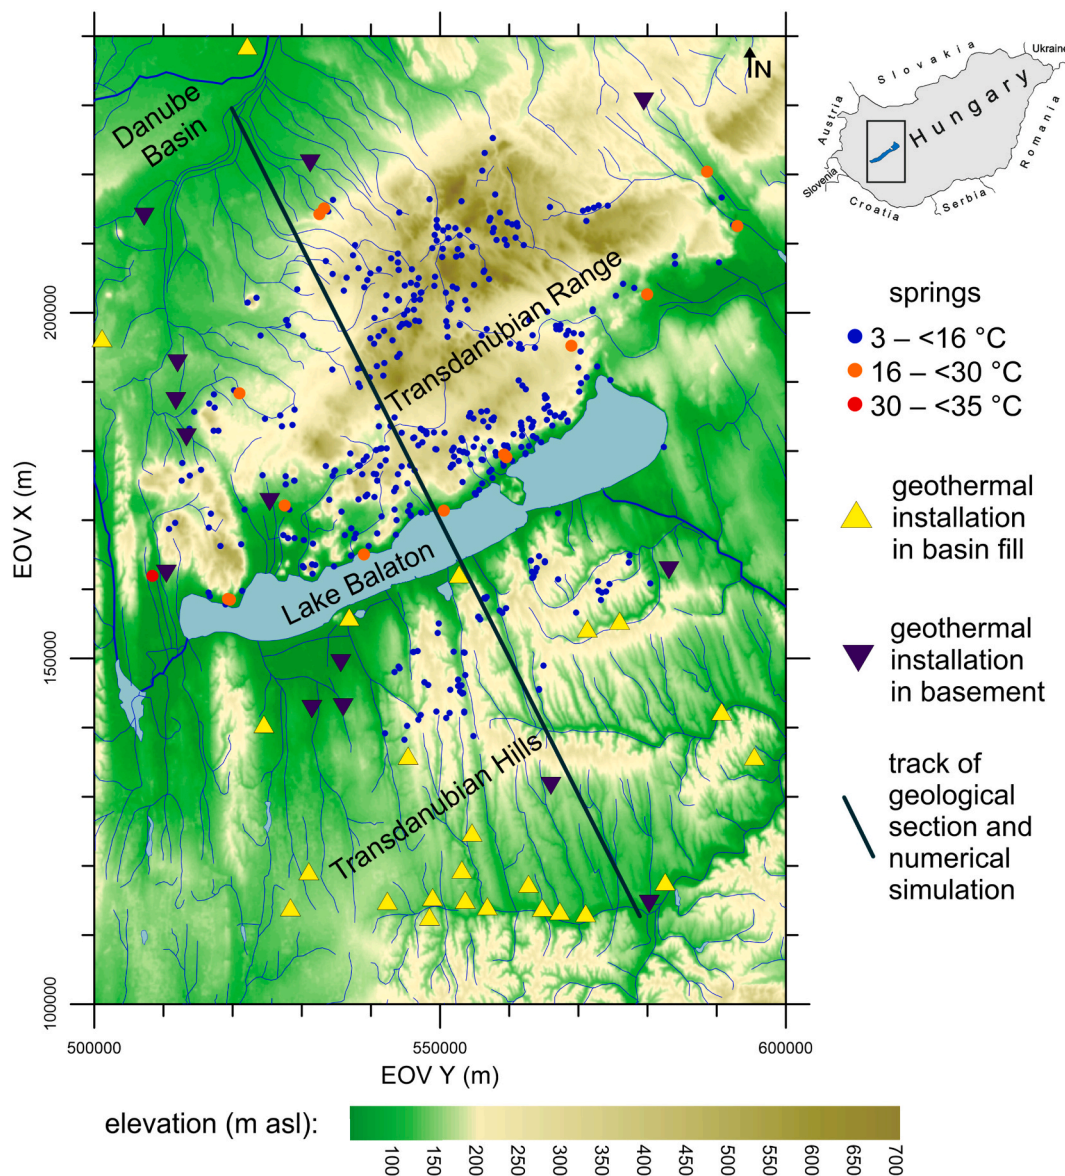 Danube
Basin
N
Transdanubian Range
Lake Balaton
Transdanubian Hills
EOV X (m)
200000
150000
100000
500000
550000
600000
EOV Y (m)
Slovakia
Ukraine
Austria
Hungary
Romania
Slovenia
Croatia
Serbia
springs
3 – <16 °C
16 – <30 °C
30 – <35 °C
geothermal
installation
in basin fill
geothermal
installation
in basement
track of
geological
section and
numerical
simulation
elevation (m asl):
100
150
200
250
300
350
400
450
500
550
600
650
700